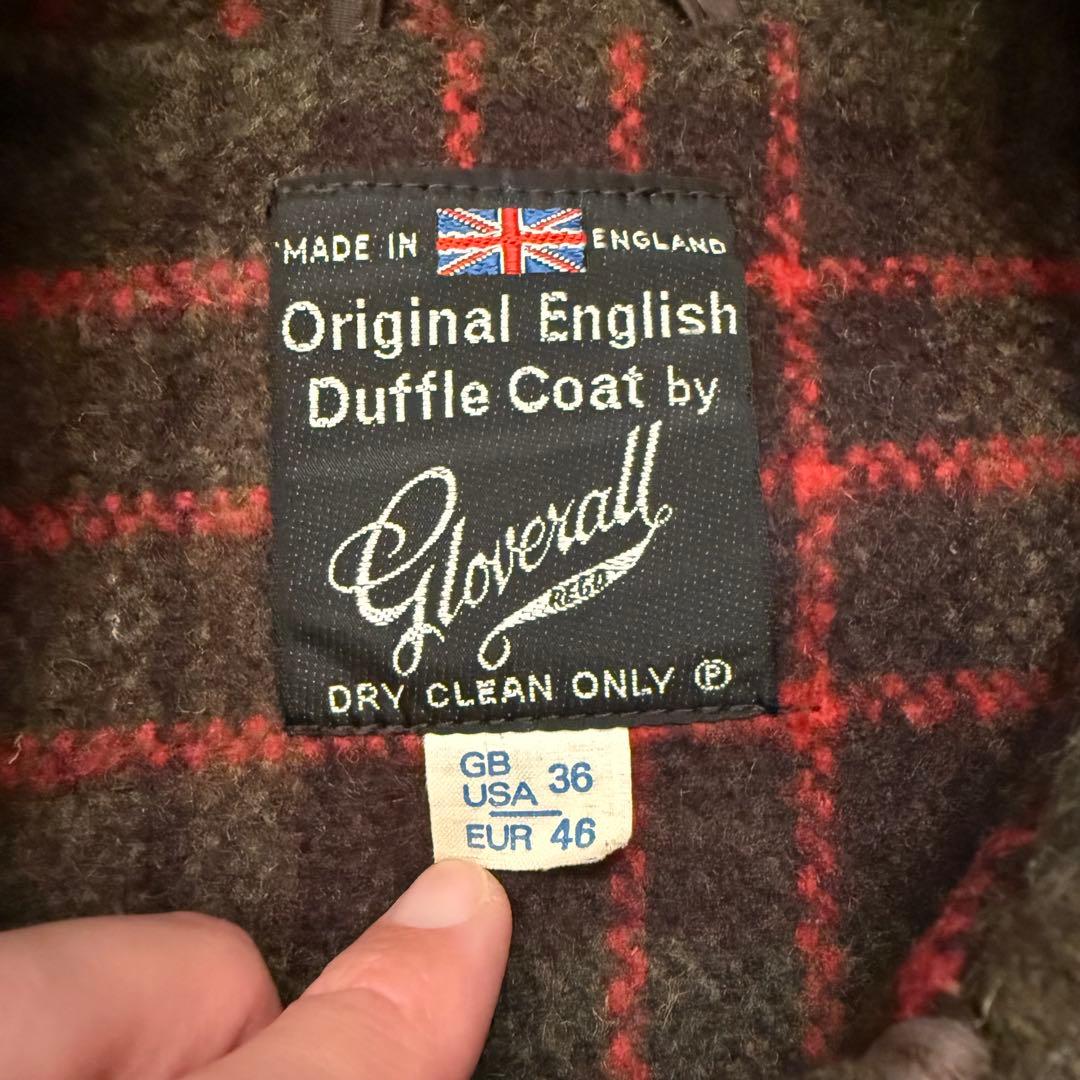 MADE IN ENGLAND
Original English
Duffle Coat by
Gloverall
REGD
DRY CLEAN ONLY Ⓟ
GB
USA 36
EUR 46